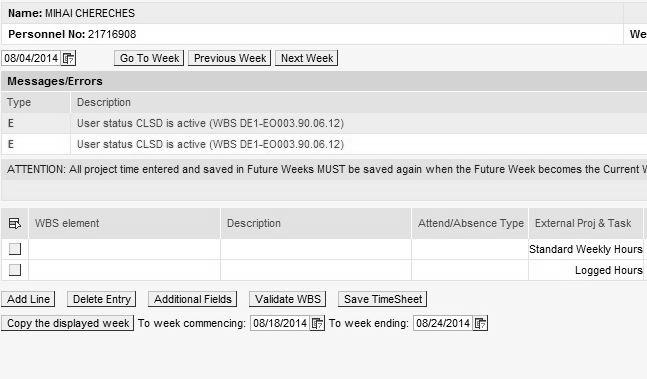 Name: MIHAI CHERECHES
Personnel No: 21716908 We
08/04/2014 Go To Week Previous Week Next Week
Messages/Errors
Type Description
E User status CLSD is active (WBS DE1-EO003.90.06.12)
E User status CLSD is active (WBS DE1-EO003.90.06.12)
ATTENTION: All project time entered and saved in Future Weeks MUST be saved again when the Future Week becomes the Current W
WBS element Description Attend/Absence Type External Proj & Task
Standard Weekly Hours
Logged Hours
Add Line Delete Entry Additional Fields Validate WBS Save TimeSheet
Copy the displayed week To week commencing: 08/18/2014 To week ending: 08/24/2014